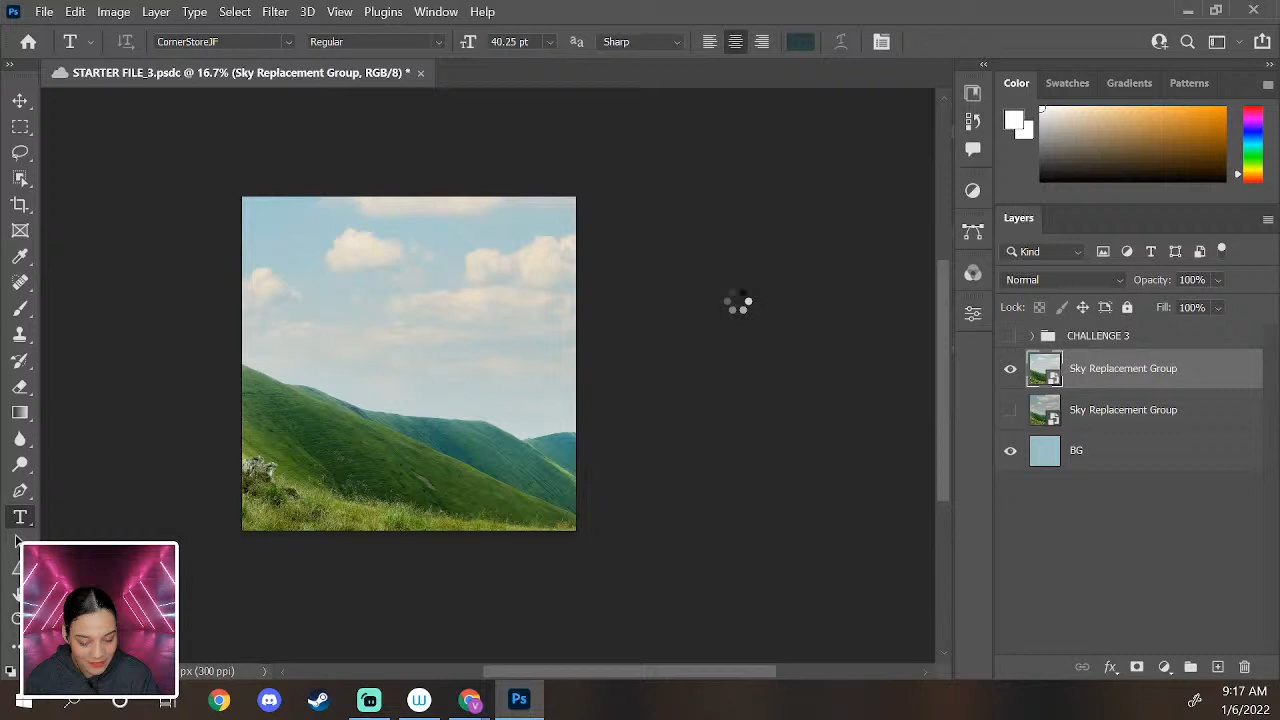 Ps File Edit Image Layer Type Select Filter 3D View Plugins Window Help
T CornerStoreJF Regular 40.25 pt Sharp
STARTER FILE_3.psdc @ 16.7% (Sky Replacement Group, RGB/8) *
Color Swatches Gradients Patterns
Layers
Kind
Normal Opacity: 100%
Lock: Fill: 100%
CHALLENGE 3
Sky Replacement Group
Sky Replacement Group
BG
px (300 ppi)
9:17 AM
1/6/2022